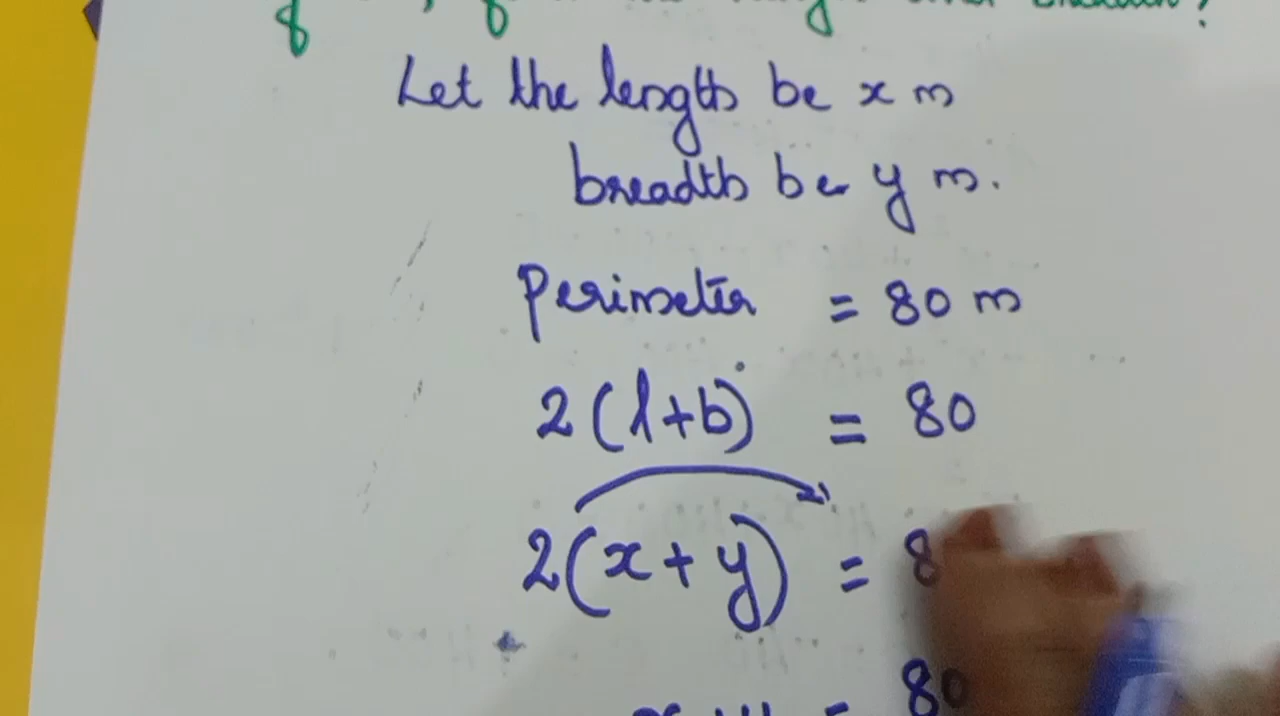 Let the length be x m
breadth be y m.
Perimeter = 80 m
2(l+b) = 80
2(x+y) = 8
= 80